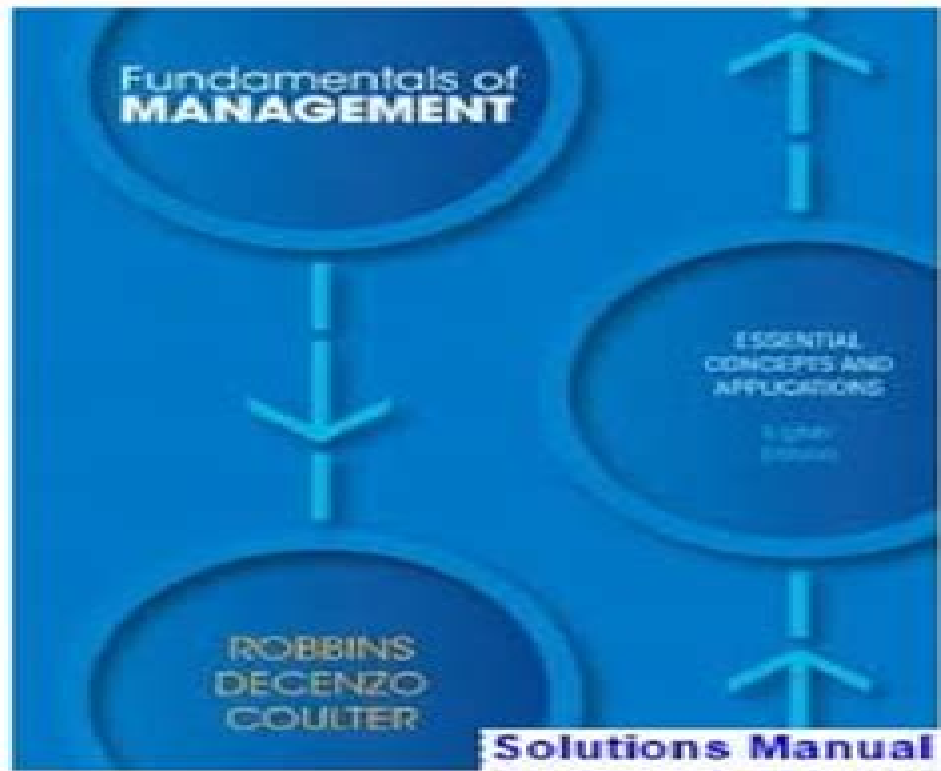 Fundamentals of
MANAGEMENT
ESSENTIAL
CONCEPTS AND
APPLICATIONS
ROBBINS
DECENZO
COULTER
Solutions Manual